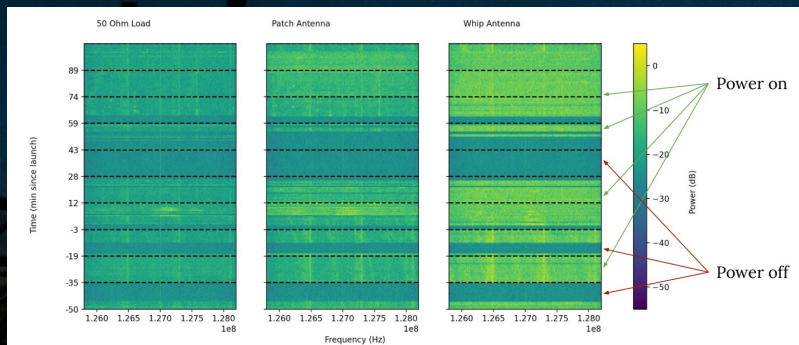 50 Ohm Load
Patch Antenna
Whip Antenna
Time (min since launch)
89
74
59
43
28
12
-3
-19
-35
-50
1.260 1.265 1.270 1.275 1.280
1e8
1.260 1.265 1.270 1.275 1.280
1e8
1.260 1.265 1.270 1.275 1.280
1e8
Frequency (Hz)
0
−10
−20
−30
−40
−50
Power (dB)
Power on
Power off